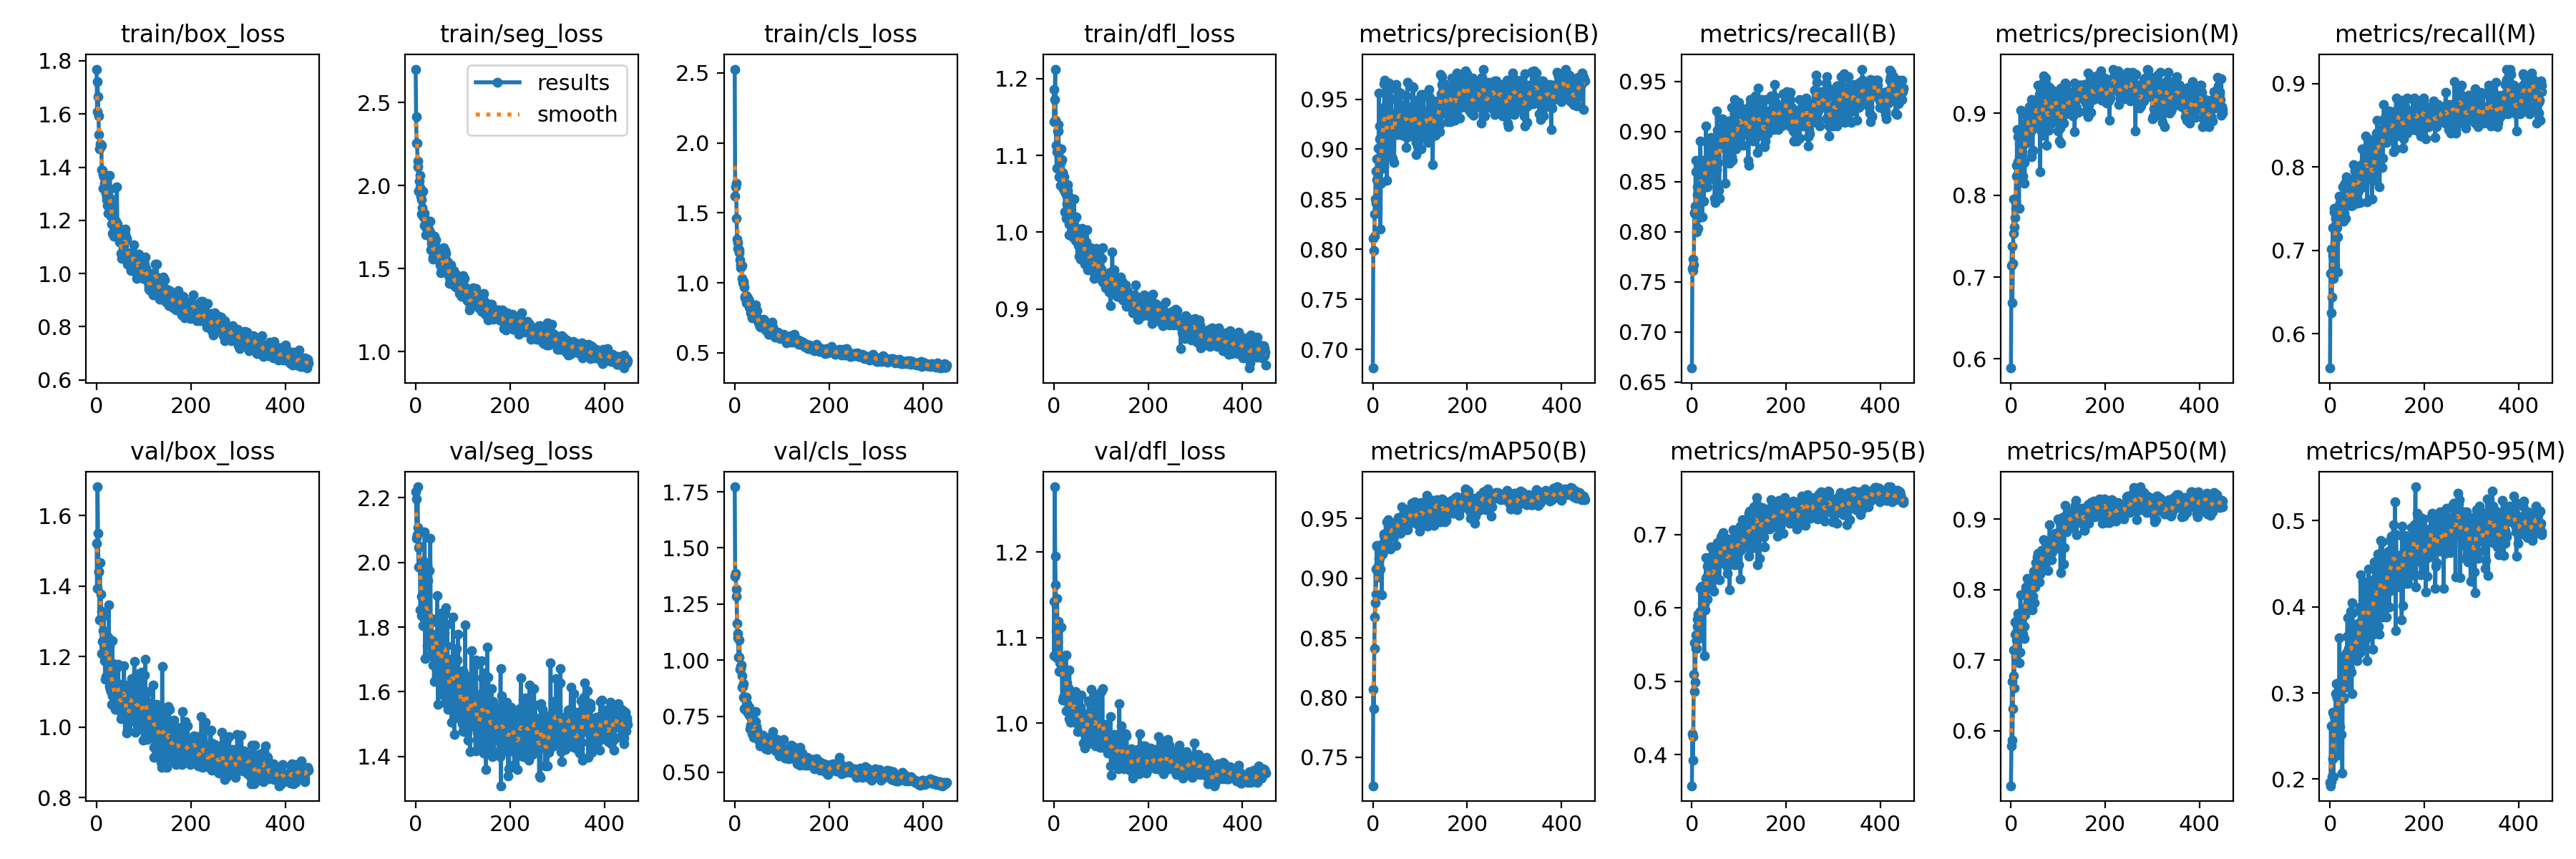 train/box_loss
1.8
1.6
1.4
1.2
1.0
0.8
0.6
0 200 400
train/seg_loss
results
smooth
2.5
2.0
1.5
1.0
0 200 400
train/cls_loss
2.5
2.0
1.5
1.0
0.5
0 200 400
train/dfl_loss
1.2
1.1
1.0
0.9
0 200 400
metrics/precision(B)
0.95
0.90
0.85
0.80
0.75
0.70
0 200 400
metrics/recall(B)
0.95
0.90
0.85
0.80
0.75
0.70
0.65
0 200 400
metrics/precision(M)
0.9
0.8
0.7
0.6
0 200 400
metrics/recall(M)
0.9
0.8
0.7
0.6
0 200 400
val/box_loss
1.6
1.4
1.2
1.0
0.8
0 200 400
val/seg_loss
2.2
2.0
1.8
1.6
1.4
0 200 400
val/cls_loss
1.75
1.50
1.25
1.00
0.75
0.50
0 200 400
val/dfl_loss
1.2
1.1
1.0
0 200 400
metrics/mAP50(B)
0.95
0.90
0.85
0.80
0.75
0 200 400
metrics/mAP50-95(B)
0.7
0.6
0.5
0.4
0 200 400
metrics/mAP50(M)
0.9
0.8
0.7
0.6
0 200 400
metrics/mAP50-95(M)
0.5
0.4
0.3
0.2
0 200 400